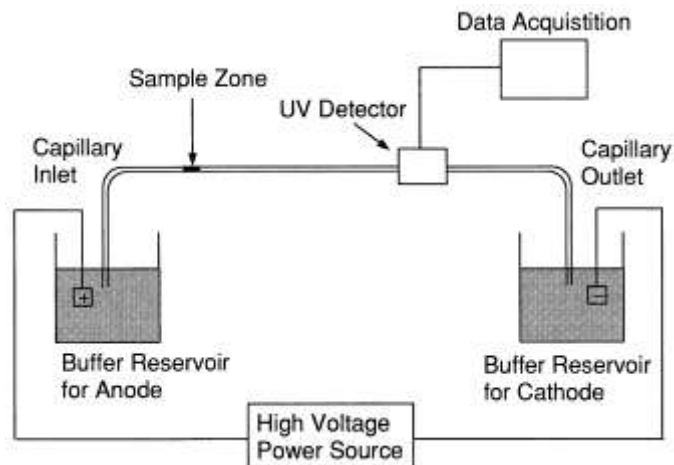 Data Acquistition
Sample Zone
UV Detector
Capillary
Inlet
Capillary
Outlet
+
−
Buffer Reservoir
for Anode
Buffer Reservoir
for Cathode
High Voltage
Power Source